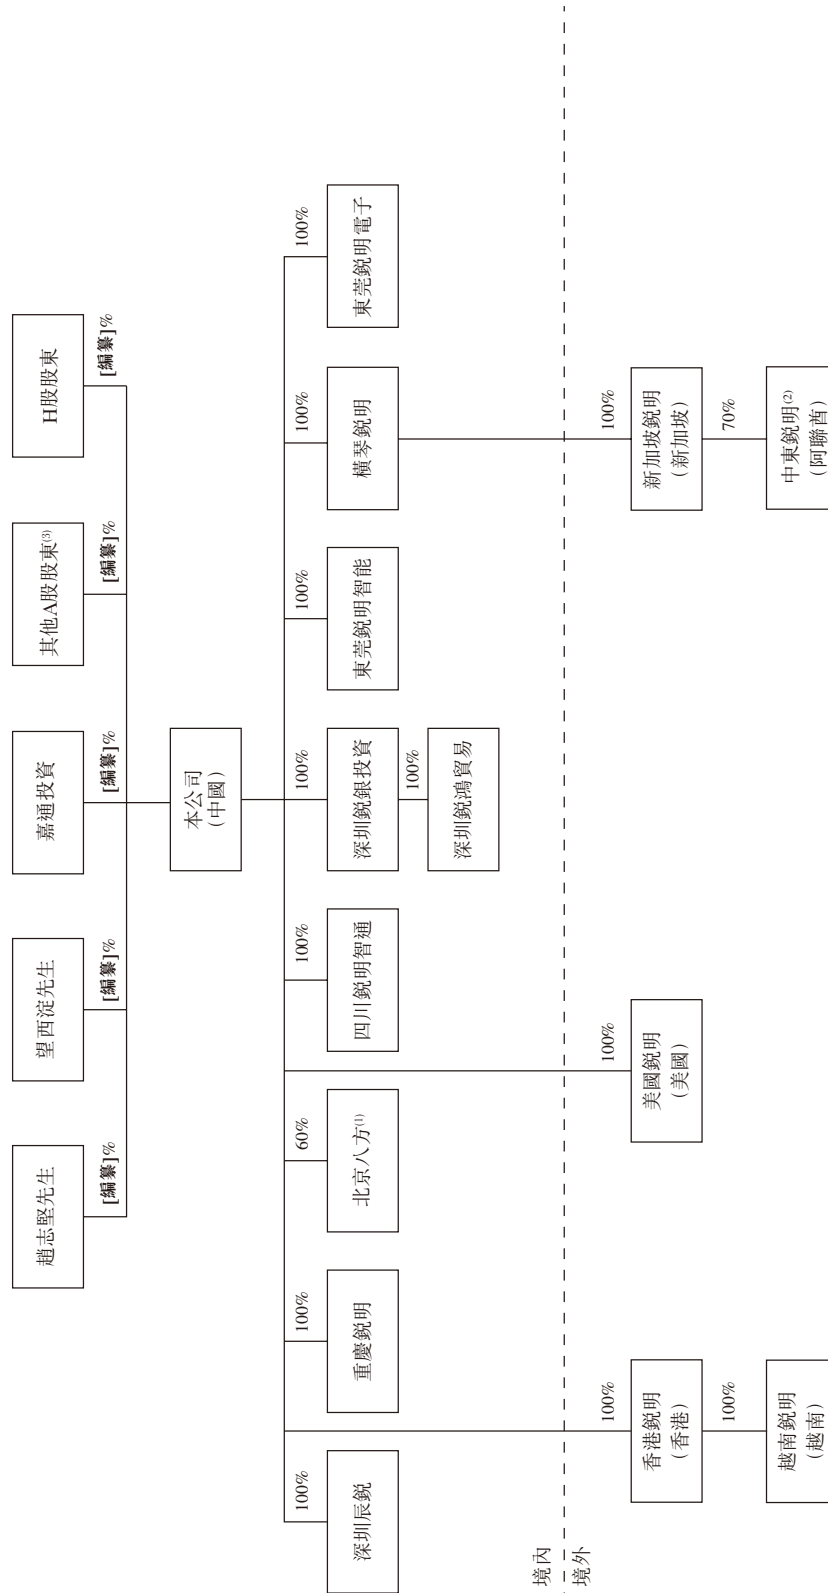 趙志堅先生
望西淀先生
嘉通投資
其他A股股東(3)
H股股東
[編纂]%
[編纂]%
[編纂]%
[編纂]%
[編纂]%
本公司
（中國）
100%
100%
60%
100%
100%
100%
100%
100%
深圳辰銳
重慶銳明
北京八方(1)
四川銳明智通
深圳銳銀投資
東莞銳明智能
橫琴銳明
東莞銳明電子
100%
深圳銳鴻貿易
境內
境外
100%
100%
100%
香港銳明
（香港）
美國銳明
（美國）
新加坡銳明
（新加坡）
100%
70%
越南銳明
（越南）
中東銳明(2)
（阿聯酋）